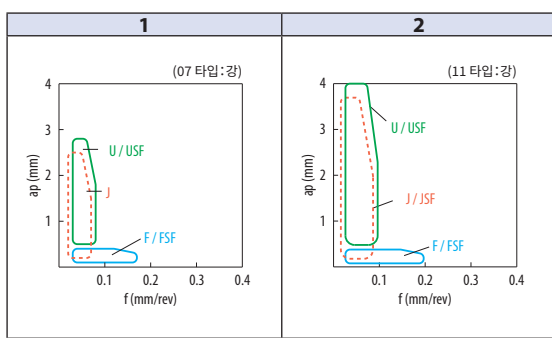 1
2
(07 타입:강)
4
3
2
1
ap (mm)
U / USF
J
F / FSF
0.1 0.2 0.3 0.4
f (mm/rev)
(11 타입:강)
4
3
2
1
ap (mm)
U / USF
J / JSF
F / FSF
0.1 0.2 0.3 0.4
f (mm/rev)